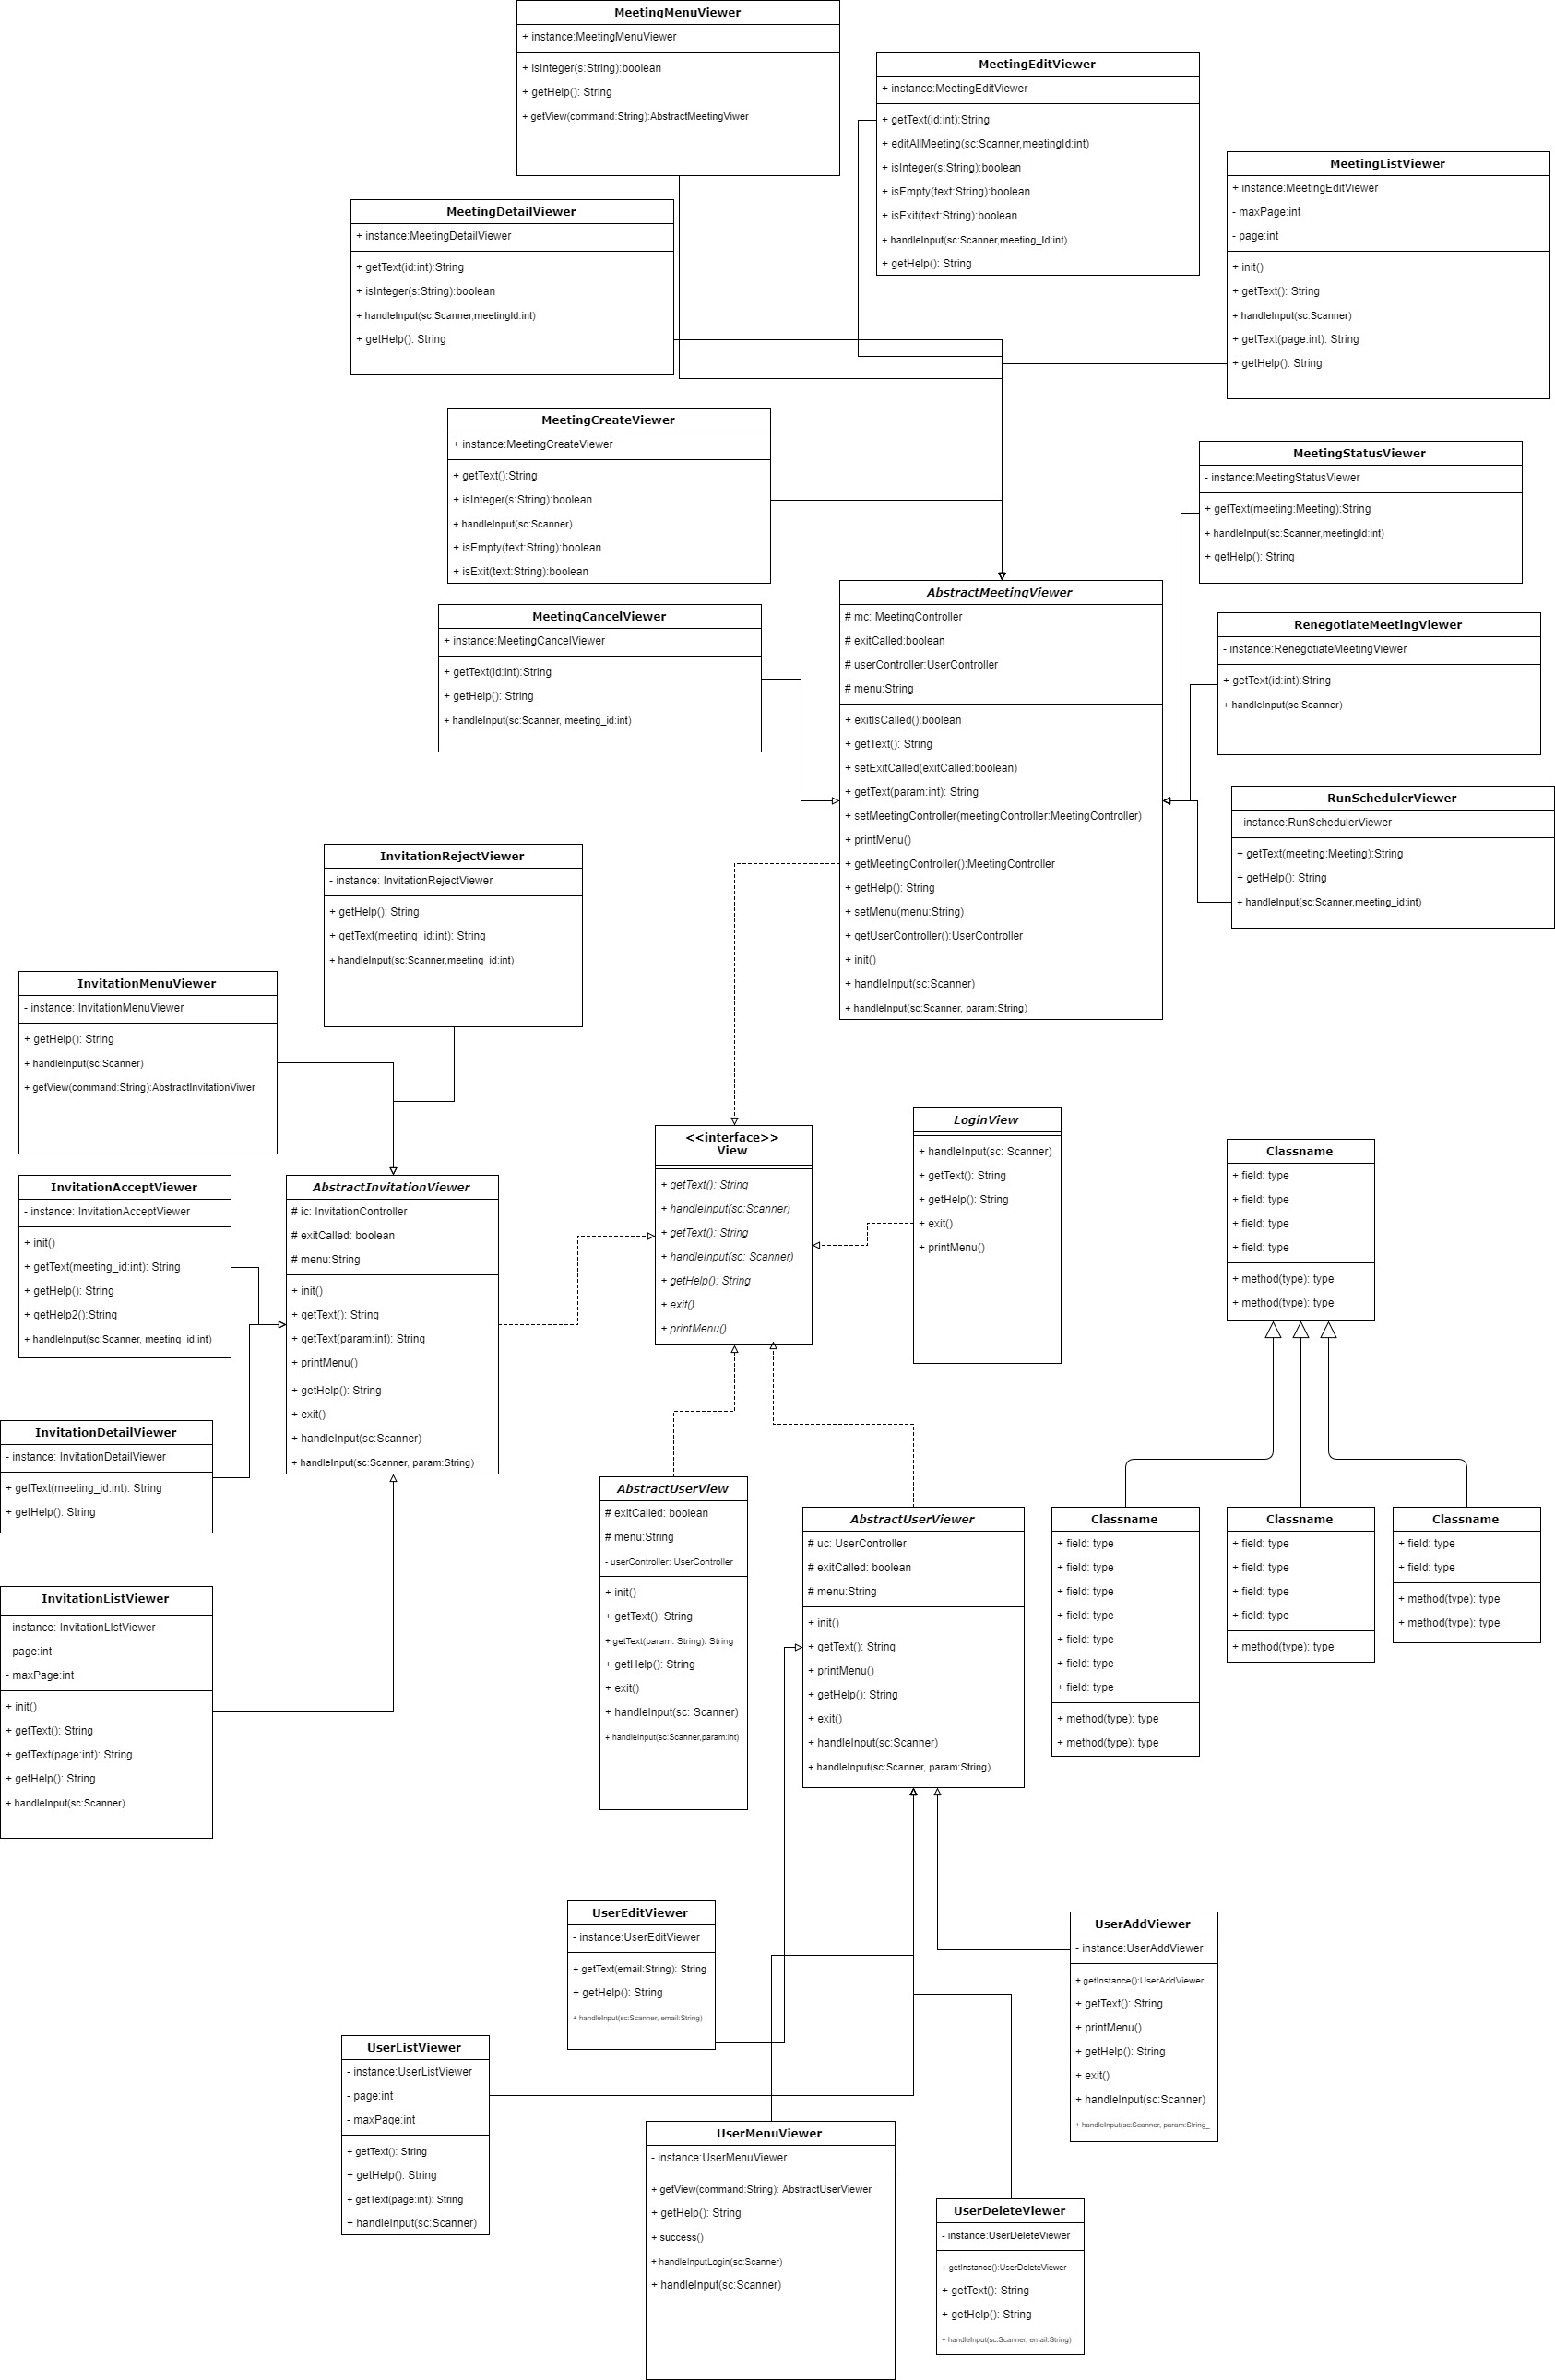 MeetingMenuViewer
+ instance:MeetingMenuViewer
+ isInteger(s:String):boolean
+ getHelp(): String
+ getView(command:String):AbstractMeetingViwer
MeetingEditViewer
+ instance:MeetingEditViewer
+ getText(id:int):String
+ editAllMeeting(sc:Scanner,meetingId:int)
+ isInteger(s:String):boolean
+ isEmpty(text:String):boolean
+ isExit(text:String):boolean
+ handleInput(sc:Scanner,meeting_Id:int)
+ getHelp(): String
MeetingListViewer
+ instance:MeetingEditViewer
- maxPage:int
- page:int
+ init()
+ getText(): String
+ handleInput(sc:Scanner)
+ getText(page:int): String
+ getHelp(): String
MeetingDetailViewer
+ instance:MeetingDetailViewer
+ getText(id:int):String
+ isInteger(s:String):boolean
+ handleInput(sc:Scanner,meetingId:int)
+ getHelp(): String
MeetingCreateViewer
+ instance:MeetingCreateViewer
+ getText():String
+ isInteger(s:String):boolean
+ handleInput(sc:Scanner)
+ isEmpty(text:String):boolean
+ isExit(text:String):boolean
MeetingStatusViewer
- instance:MeetingStatusViewer
+ getText(meeting:Meeting):String
+ handleInput(sc:Scanner,meetingId:int)
+ getHelp(): String
MeetingCancelViewer
+ instance:MeetingCancelViewer
+ getText(id:int):String
+ getHelp(): String
+ handleInput(sc:Scanner, meeting_id:int)
AbstractMeetingViewer
# mc: MeetingController
# exitCalled:boolean
# userController:UserController
# menu:String
+ exitIsCalled():boolean
+ getText(): String
+ setExitCalled(exitCalled:boolean)
+ getText(param:int): String
+ setMeetingController(meetingController:MeetingController)
+ printMenu()
+ getMeetingController():MeetingController
+ getHelp(): String
+ setMenu(menu:String)
+ getUserController():UserController
+ init()
+ handleInput(sc:Scanner)
+ handleInput(sc:Scanner, param:String)
RenegotiateMeetingViewer
- instance:RenegotiateMeetingViewer
+ getText(id:int):String
+ handleInput(sc:Scanner)
RunSchedulerViewer
- instance:RunSchedulerViewer
+ getText(meeting:Meeting):String
+ getHelp(): String
+ handleInput(sc:Scanner,meeting_id:int)
InvitationRejectViewer
- instance: InvitationRejectViewer
+ getHelp(): String
+ getText(meeting_id:int): String
+ handleInput(sc:Scanner,meeting_id:int)
InvitationMenuViewer
- instance: InvitationMenuViewer
+ getHelp(): String
+ handleInput(sc:Scanner)
+ getView(command:String):AbstractInvitationViwer
InvitationAcceptViewer
- instance: InvitationAcceptViewer
+ init()
+ getText(meeting_id:int): String
+ getHelp(): String
+ getHelp2():String
+ handleInput(sc:Scanner, meeting_id:int)
AbstractInvitationViewer
# ic: InvitationController
# exitCalled: boolean
# menu:String
+ init()
+ getText(): String
+ getText(param:int): String
+ printMenu()
+ getHelp(): String
+ exit()
+ handleInput(sc:Scanner)
+ handleInput(sc:Scanner, param:String)
<<interface>>
View
+ getText(): String
+ handleInput(sc:Scanner)
+ getText(): String
+ handleInput(sc: Scanner)
+ getHelp(): String
+ exit()
+ printMenu()
LoginView
+ handleInput(sc: Scanner)
+ getText(): String
+ getHelp(): String
+ exit()
+ printMenu()
Classname
+ field: type
+ field: type
+ field: type
+ field: type
+ method(type): type
+ method(type): type
InvitationDetailViewer
- instance: InvitationDetailViewer
+ getText(meeting_id:int): String
+ getHelp(): String
InvitationListViewer
- instance: InvitationLIstViewer
- page:int
- maxPage:int
+ init()
+ getText(): String
+ getText(page:int): String
+ getHelp(): String
+ handleInput(sc:Scanner)
AbstractUserView
# exitCalled: boolean
# menu:String
- userController: UserController
+ init()
+ getText(): String
+ getText(param: String): String
+ getHelp(): String
+ exit()
+ handleInput(sc: Scanner)
+ handleInput(sc:Scanner,param:int)
AbstractUserViewer
# uc: UserController
# exitCalled: boolean
# menu:String
+ init()
+ getText(): String
+ printMenu()
+ getHelp(): String
+ exit()
+ handleInput(sc:Scanner)
+ handleInput(sc:Scanner, param:String)
Classname
+ field: type
+ field: type
+ field: type
+ field: type
+ field: type
+ field: type
+ field: type
+ method(type): type
+ method(type): type
Classname
+ field: type
+ field: type
+ field: type
+ field: type
+ method(type): type
Classname
+ field: type
+ field: type
+ method(type): type
+ method(type): type
UserEditViewer
- instance:UserEditViewer
+ getText(email:String): String
+ getHelp(): String
+ handleInput(sc:Scanner, email:String)
UserAddViewer
- instance:UserAddViewer
+ getInstance():UserAddViewer
+ getText(): String
+ printMenu()
+ getHelp(): String
+ exit()
+ handleInput(sc:Scanner)
+ handleInput(sc:Scanner, param:String_
UserListViewer
- instance:UserListViewer
- page:int
- maxPage:int
+ getText(): String
+ getHelp(): String
+ getText(page:int): String
+ handleInput(sc:Scanner)
UserMenuViewer
- instance:UserMenuViewer
+ getView(command:String): AbstractUserViewer
+ getHelp(): String
+ success()
+ handleInputLogin(sc:Scanner)
+ handleInput(sc:Scanner)
UserDeleteViewer
- instance:UserDeleteViewer
+ getInstance():UserDeleteViewer
+ getText(): String
+ getHelp(): String
+ handleInput(sc:Scanner, email:String)